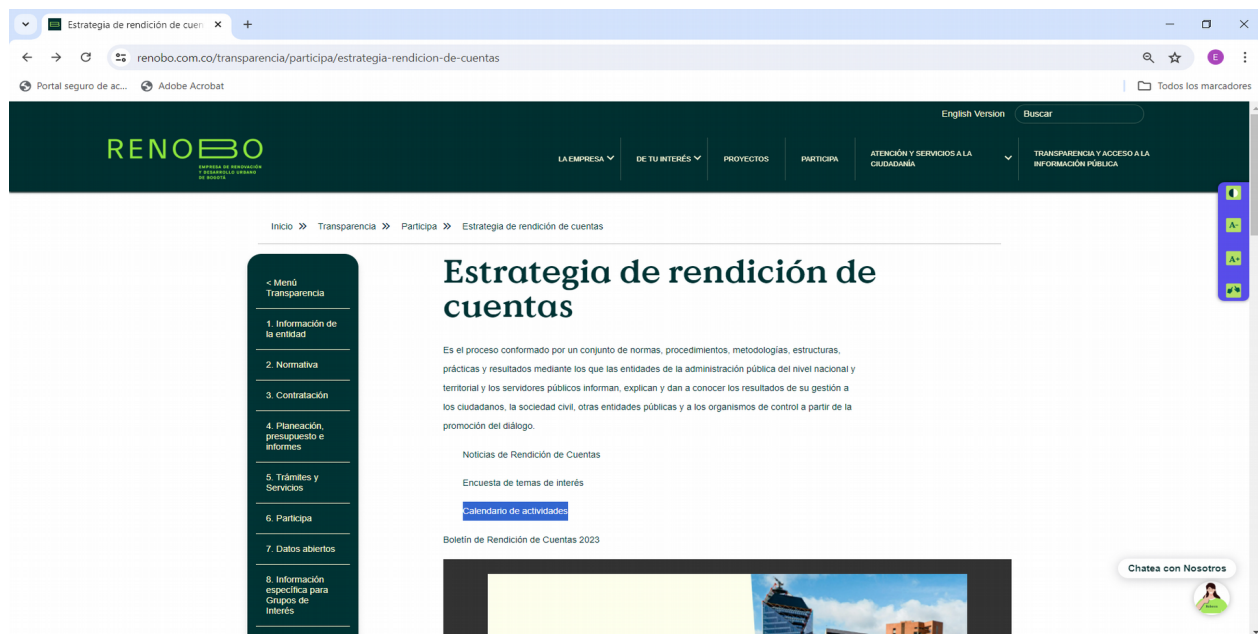 Estrategia de rendición de cuen
Portal seguro de ac...
Adobe Acrobat
Todos los marcadores
renobo.com.co/transparencia/participa/estrategia-rendicion-de-cuentas
E
English Version
Buscar
RENOBO
EMPRESA DE RENOVACIÓN
Y DESARROLLO URBANO
DE BOGOTÁ
LA EMPRESA
DE TU INTERÉS
PROYECTOS
PARTICIPA
ATENCIÓN Y SERVICIOS A LA
CIUDADANÍA
TRANSPARENCIA Y ACCESO A LA
INFORMACIÓN PÚBLICA
A-
A+
Inicio » Transparencia » Participa » Estrategia de rendición de cuentas
< Menú
Transparencia
1. Información de
la entidad
2. Normativa
3. Contratación
4. Planeación,
presupuesto e
informes
5. Trámites y
Servicios
6. Participa
7. Datos abiertos
8. Información
específica para
Grupos de
Interés
Estrategia de rendición de
cuentas
Es el proceso conformado por un conjunto de normas, procedimientos, metodologías, estructuras,
prácticas y resultados mediante los que las entidades de la administración pública del nivel nacional y
territorial y los servidores públicos informan, explican y dan a conocer los resultados de su gestión a
los ciudadanos, la sociedad civil, otras entidades públicas y a los organismos de control a partir de la
promoción del diálogo.
Noticias de Rendición de Cuentas
Encuesta de temas de interés
Calendario de actividades
Boletín de Rendición de Cuentas 2023
Chatea con Nosotros